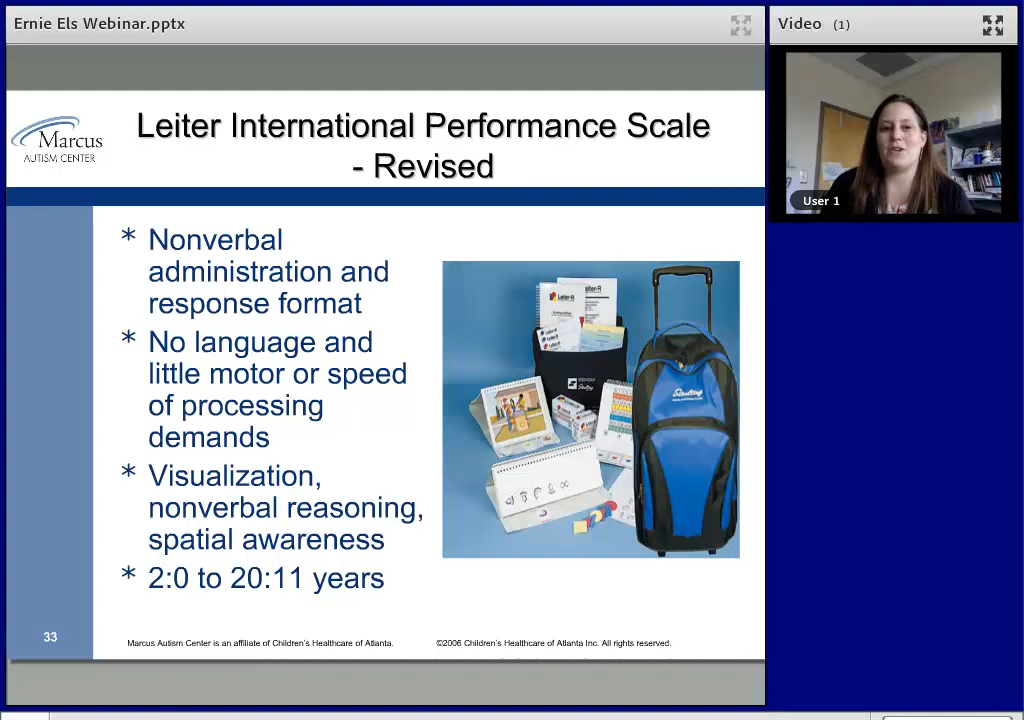 Ernie Els Webinar.pptx
Video (1)
Marcus
AUTISM CENTER
Leiter International Performance Scale
- Revised
User 1
* Nonverbal
administration and
response format
* No language and
little motor or speed
of processing
demands
* Visualization,
nonverbal reasoning,
spatial awareness
* 2:0 to 20:11 years
Leiter-R
Stoelting
33
Marcus Autism Center is an affiliate of Children's Healthcare of Atlanta.
©2006 Children's Healthcare of Atlanta Inc. All rights reserved.